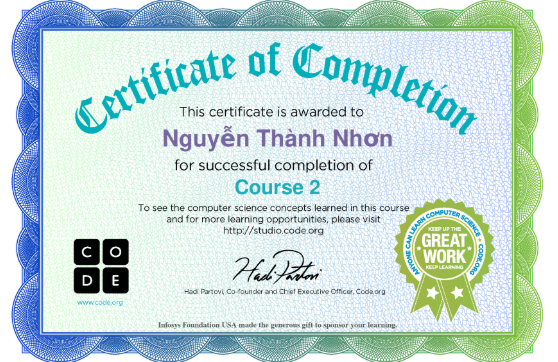 Certificate of Completion
This certificate is awarded to
Nguyễn Thành Nhơn
for successful completion of
Course 2
To see the computer science concepts learned in this course
and for more learning opportunities, please visit
http://studio.code.org
ANYONE CAN LEARN COMPUTER SCIENCE • CODE.ORG
KEEP UP THE
GREAT
WORK
KEEP LEARNING
C O
D E
www.code.org
Hadi Partovi
Hadi Partovi, Co-founder and Chief Executive Officer, Code.org
Infosys Foundation USA made the generous gift to sponsor your learning.